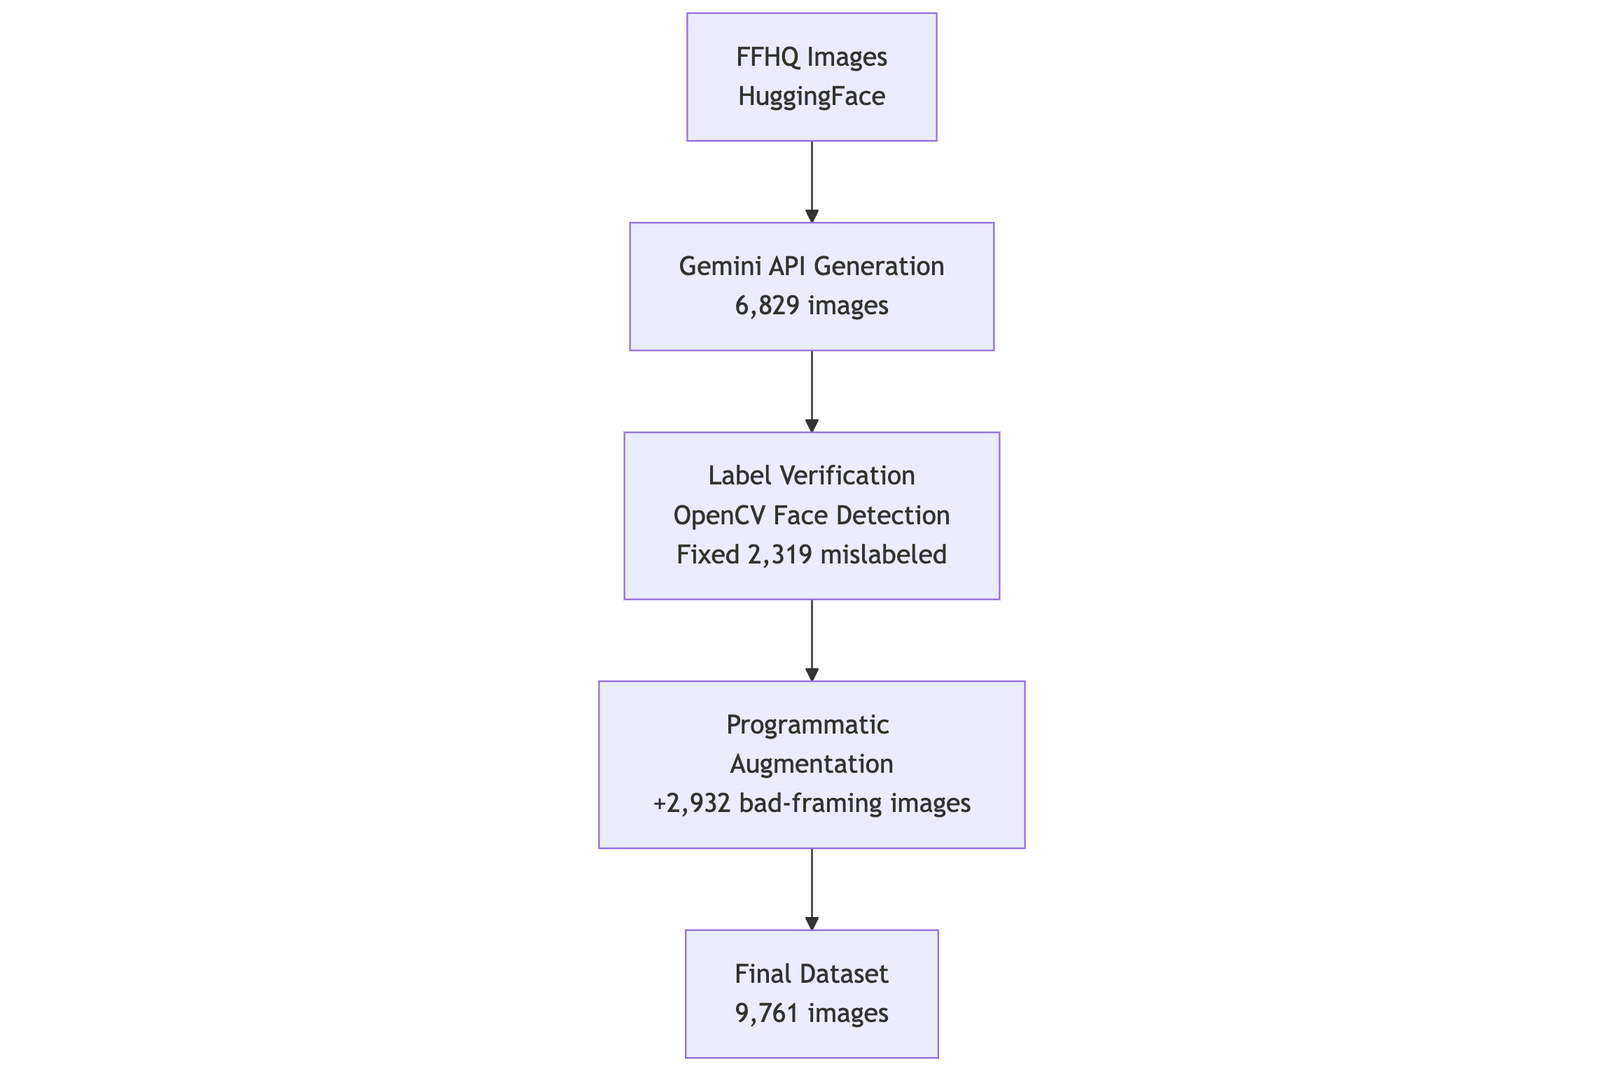 FFHQ Images
HuggingFace
Gemini API Generation
6,829 images
Label Verification
OpenCV Face Detection
Fixed 2,319 mislabeled
Programmatic
Augmentation
+2,932 bad-framing images
Final Dataset
9,761 images